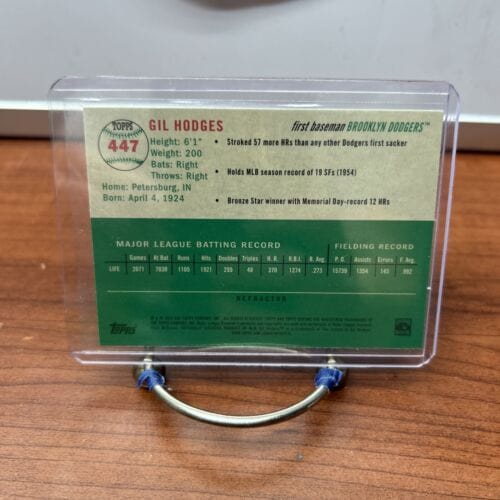 TOPPS
447
GIL HODGES
Height: 6'1"
Weight: 200
Bats: Right
Throws: Right
Home: Petersburg, IN
Born: April 4, 1924
first baseman BROOKLYN DODGERS™
• Stroked 57 more HRs than any other Dodgers first sacker
• Holds MLB season record of 19 SFs (1954)
• Bronze Star winner with Memorial Day-record 12 HRs
MAJOR LEAGUE BATTING RECORD FIELDING RECORD
Games At Bat Runs Hits Doubles Triples H.R. R.B.I. B. Avg. P.O. Assists Errors F. Avg.
LIFE 2071 7030 1105 1921 295 48 370 1274 .273 15739 1354 143 .992
REFRACTOR
TOPPS